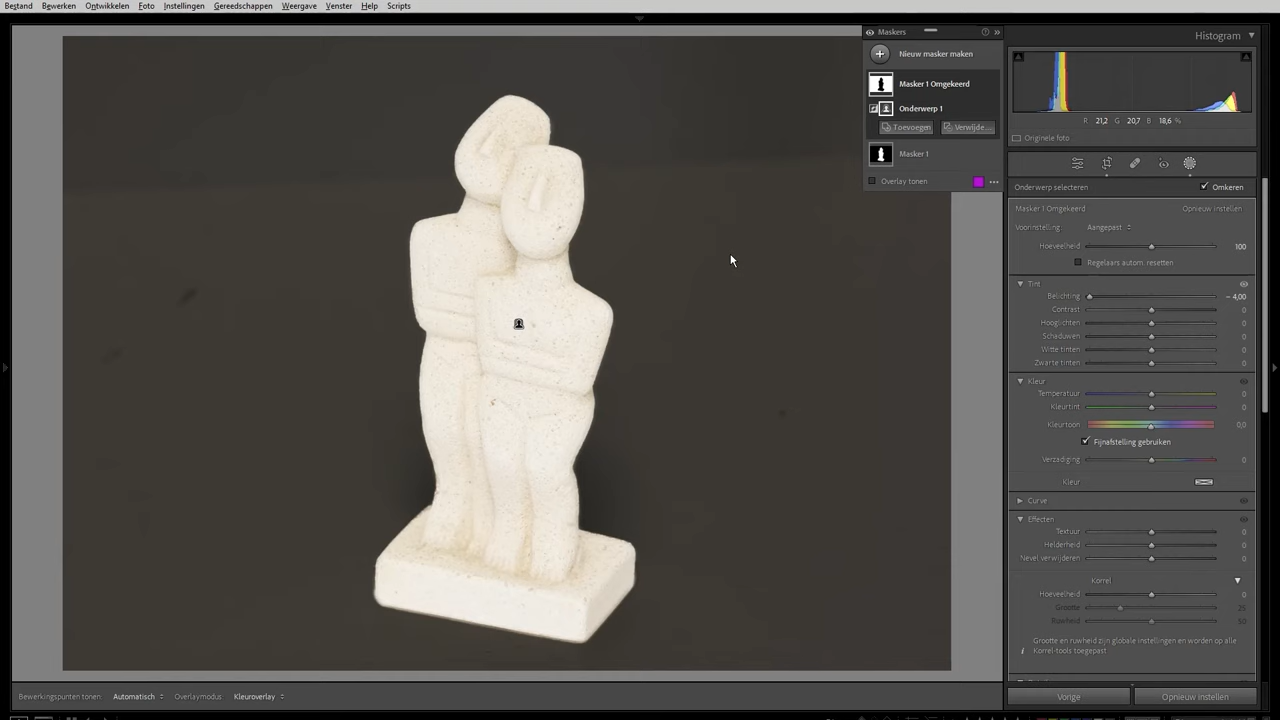 Bestand Bewerken Ontwikkelen Foto Instellingen Gereedschappen Weergave Venster Help Scripts
Maskers
Nieuw masker maken
Masker 1 Omgekeerd
Onderwerp 1
Toevoegen Verwijde...
Masker 1
Overlay tonen
Histogram
R 21,2 G 20,7 B 18,6 %
Originele foto
Onderwerp selecteren Omkeren
Masker 1 Omgekeerd Opnieuw instellen
Voorinstelling: Aangepast
Hoeveelheid 100
Regelaars autom. resetten
Tint
Belichting – 4,00
Contrast 0
Hooglichten 0
Schaduwen 0
Witte tinten 0
Zwarte tinten 0
Kleur
Temperatuur 0
Kleurtint 0
Kleurtoon 0,0
Fijnafstelling gebruiken
Verzadiging 0
Kleur
Curve
Effecten
Textuur 0
Helderheid 0
Nevel verwijderen 0
Korrel
Hoeveelheid 0
Grootte 25
Ruwheid 50
Grootte en ruwheid zijn globale instellingen en worden op alle
Korrel-tools toegepast
Bewerkingspunten tonen: Automatisch Overlaymodus: Kleuroverlay
Vorige Opnieuw instellen